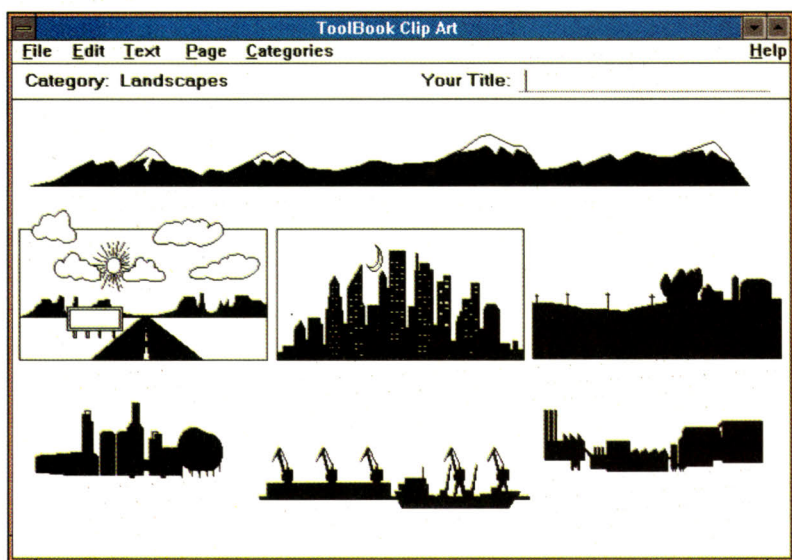 ToolBook Clip Art
File Edit Text Page Categories Help
Category: Landscapes Your Title: